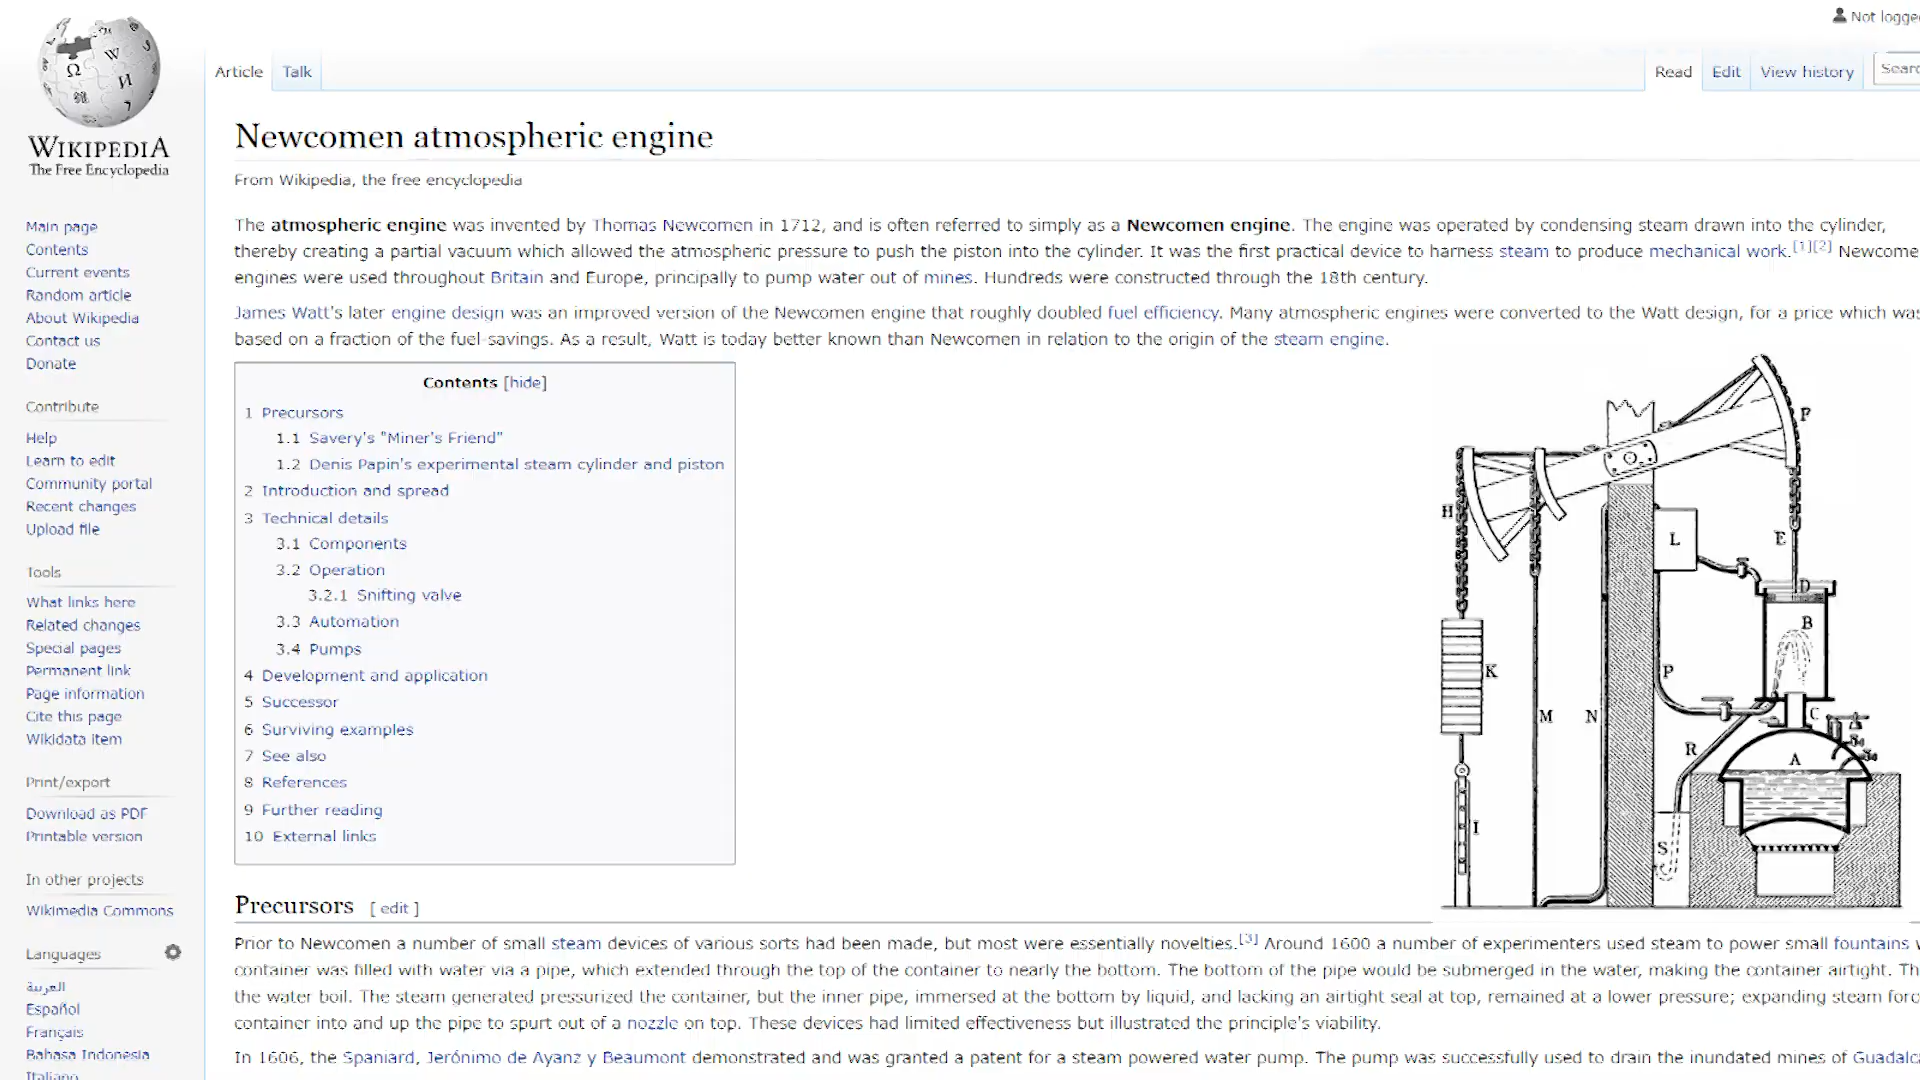 Not logge
Article Talk
Read Edit View history Searc
WIKIPEDIA
The Free Encyclopedia
Newcomen atmospheric engine
From Wikipedia, the free encyclopedia
The atmospheric engine was invented by Thomas Newcomen in 1712, and is often referred to simply as a Newcomen engine. The engine was operated by condensing steam drawn into the cylinder,
thereby creating a partial vacuum which allowed the atmospheric pressure to push the piston into the cylinder. It was the first practical device to harness steam to produce mechanical work.[1][2] Newcome
engines were used throughout Britain and Europe, principally to pump water out of mines. Hundreds were constructed through the 18th century.
James Watt's later engine design was an improved version of the Newcomen engine that roughly doubled fuel efficiency. Many atmospheric engines were converted to the Watt design, for a price which was
based on a fraction of the fuel-savings. As a result, Watt is today better known than Newcomen in relation to the origin of the steam engine.
Contents [hide]
1 Precursors
1.1 Savery's "Miner's Friend"
1.2 Denis Papin's experimental steam cylinder and piston
2 Introduction and spread
3 Technical details
3.1 Components
3.2 Operation
3.2.1 Snifting valve
3.3 Automation
3.4 Pumps
4 Development and application
5 Successor
6 Surviving examples
7 See also
8 References
9 Further reading
10 External links
F
H
L
E
D
B
K
P
M
N
C
R
A
I
S
Precursors [ edit ]
Prior to Newcomen a number of small steam devices of various sorts had been made, but most were essentially novelties.[3] Around 1600 a number of experimenters used steam to power small fountains w
container was filled with water via a pipe, which extended through the top of the container to nearly the bottom. The bottom of the pipe would be submerged in the water, making the container airtight. Th
the water boil. The steam generated pressurized the container, but the inner pipe, immersed at the bottom by liquid, and lacking an airtight seal at top, remained at a lower pressure; expanding steam forc
container into and up the pipe to spurt out of a nozzle on top. These devices had limited effectiveness but illustrated the principle's viability.
In 1606, the Spaniard, Jerónimo de Ayanz y Beaumont demonstrated and was granted a patent for a steam powered water pump. The pump was successfully used to drain the inundated mines of Guadalca
Main page
Contents
Current events
Random article
About Wikipedia
Contact us
Donate
Contribute
Help
Learn to edit
Community portal
Recent changes
Upload file
Tools
What links here
Related changes
Special pages
Permanent link
Page information
Cite this page
Wikidata item
Print/export
Download as PDF
Printable version
In other projects
Wikimedia Commons
Languages
العربية
Español
Français
Bahasa Indonesia
Italiano